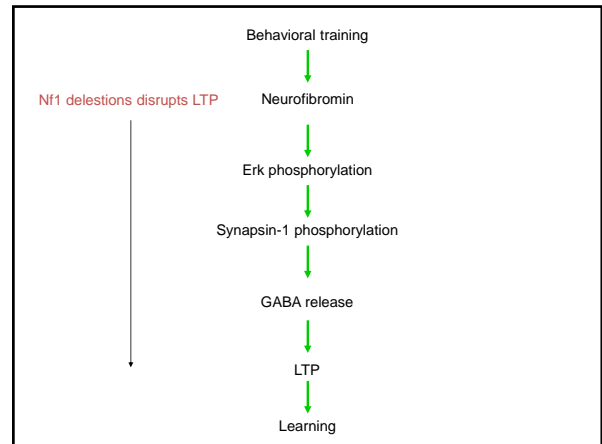 Behavioral training
Nf1 delestions disrupts LTP
Neurofibromin
Erk phosphorylation
Synapsin-1 phosphorylation
GABA release
LTP
Learning